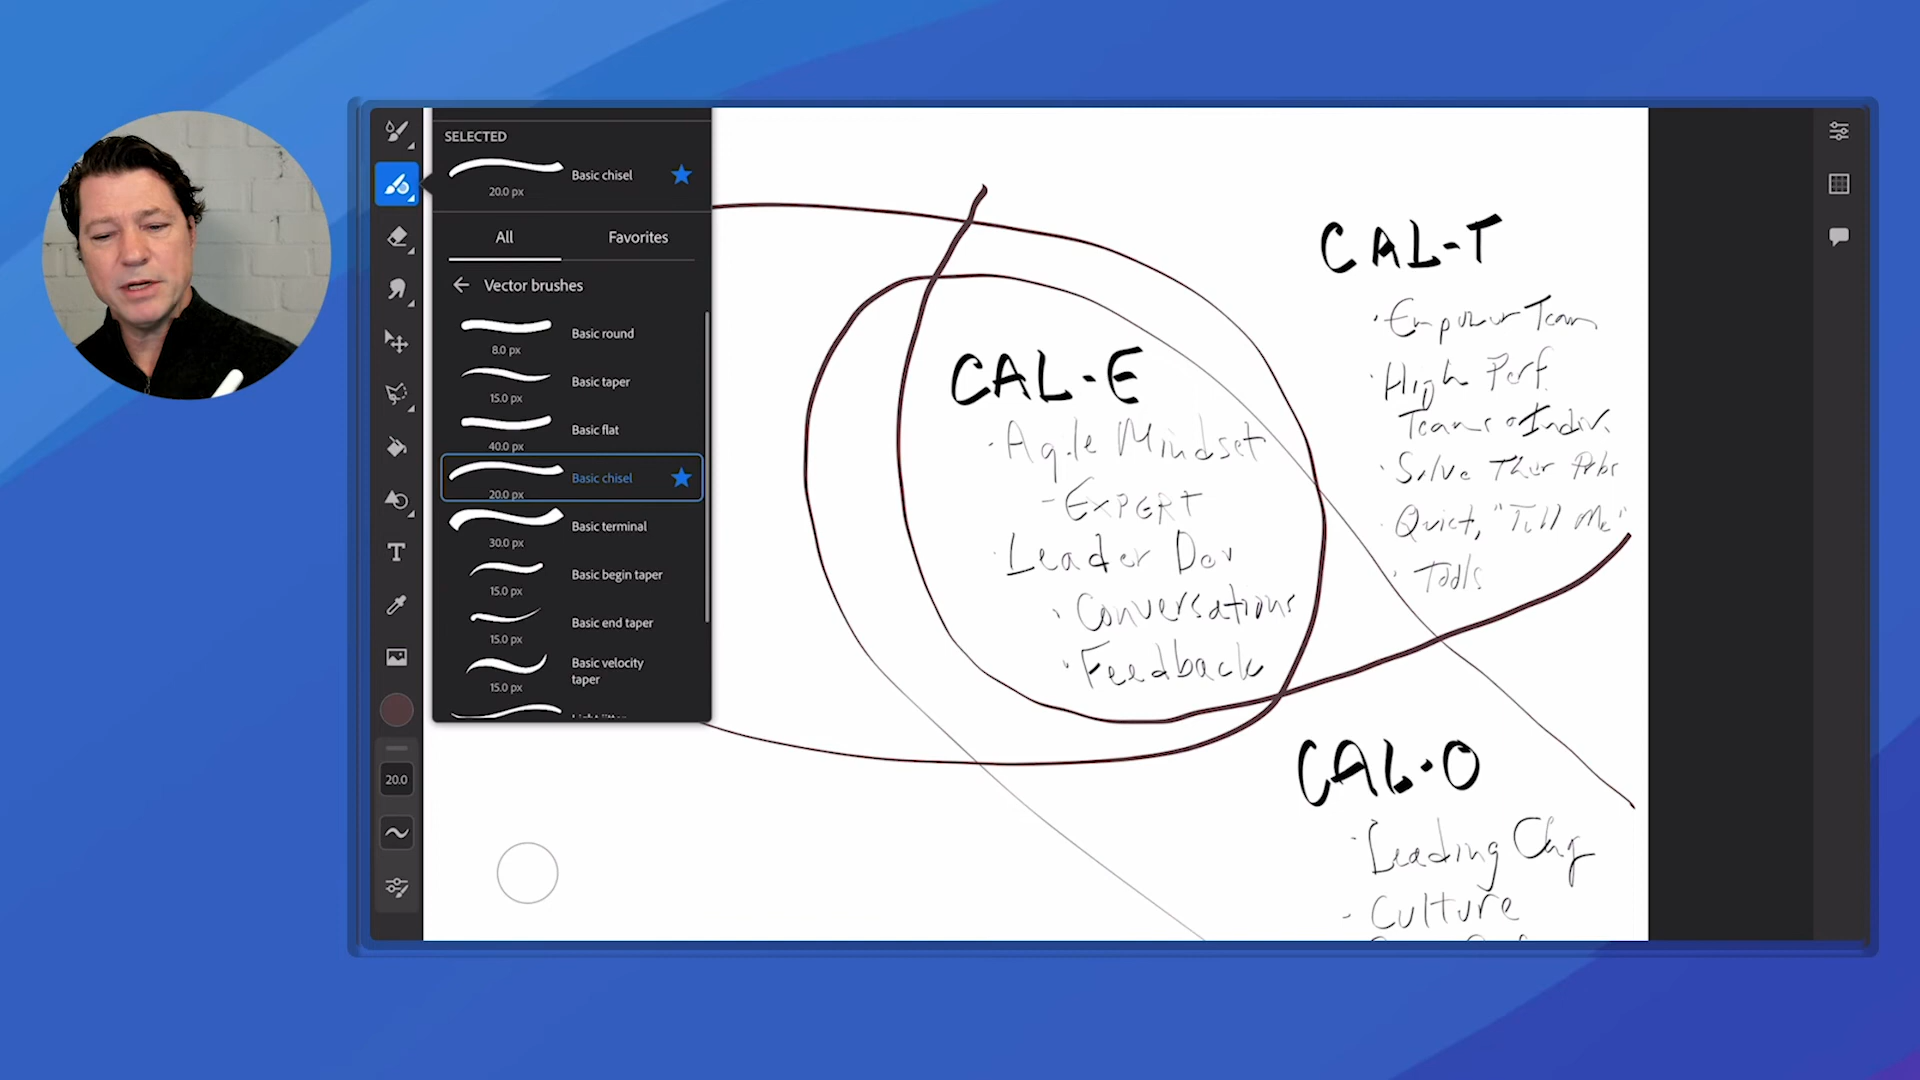 SELECTED
Basic chisel
20.0 px
All
Favorites
Vector brushes
Basic round
8.0 px
Basic taper
15.0 px
Basic flat
40.0 px
Basic chisel
20.0 px
Basic terminal
30.0 px
Basic begin taper
15.0 px
Basic end taper
15.0 px
Basic velocity
taper
15.0 px
20.0
CAL-E
· Agile Mindset
- EXPERT
· Leader Dev
· Conversations
· Feedback
CAL-T
· Empower Team
· High Perf.
Teams Indiv.
· Solve Their Probs
· Quiet, "Tell Me"
· Tools
CAL-O
· Leading Chg
· Culture